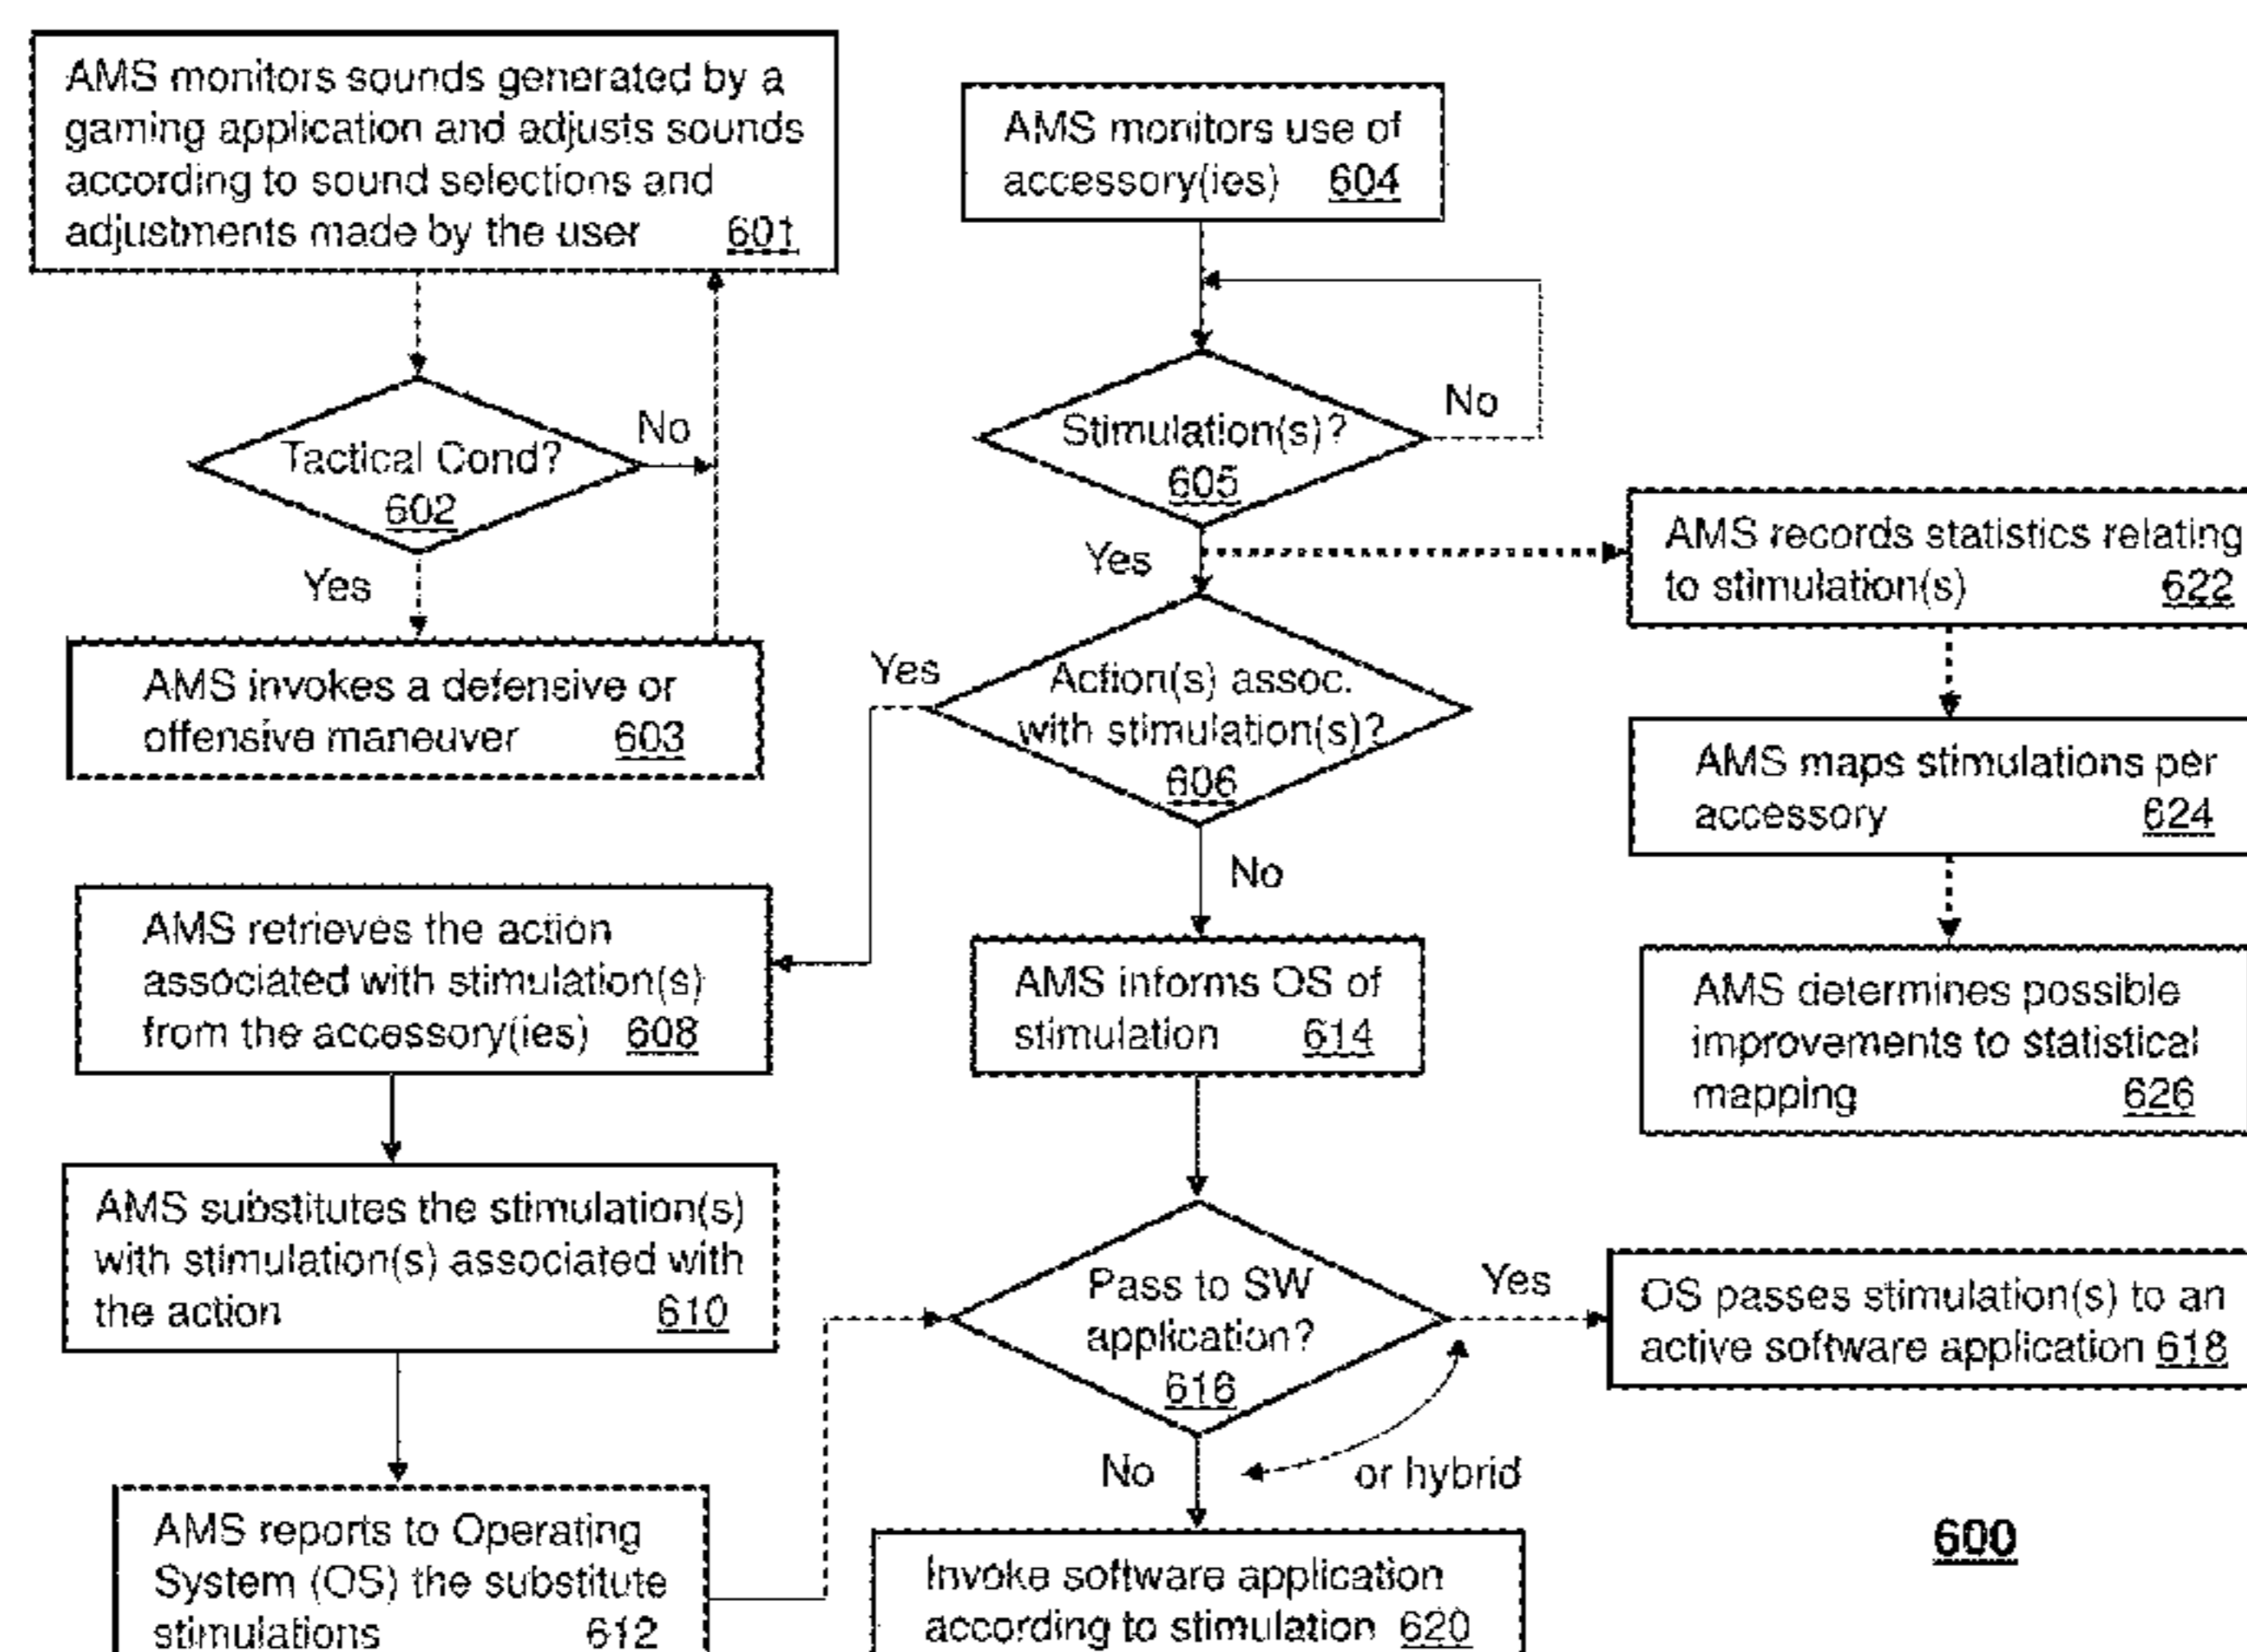 AMS monitors sounds generated by a
gaming application and adjusts sounds
according to sound selections and
adjustments made by the user 601
Tactical Cond?
602
No
Yes
AMS invokes a defensive or
offensive maneuver 603
AMS monitors use of
accessory(ies) 604
Stimulation(s)?
605
No
Yes
AMS records statistics relating
to stimulation(s) 622
AMS maps stimulations per
accessory 624
AMS determines possible
improvements to statistical
mapping 626
Action(s) assoc.
with stimulation(s)?
606
Yes
No
AMS retrieves the action
associated with stimulation(s)
from the accessory(ies) 608
AMS substitutes the stimulation(s)
with stimulation(s) associated with
the action 610
AMS reports to Operating
System (OS) the substitute
stimulations 612
AMS informs OS of
stimulation 614
Pass to SW
application?
616
Yes
No
or hybrid
OS passes stimulation(s) to an
active software application 618
Invoke software application
according to stimulation 620
600